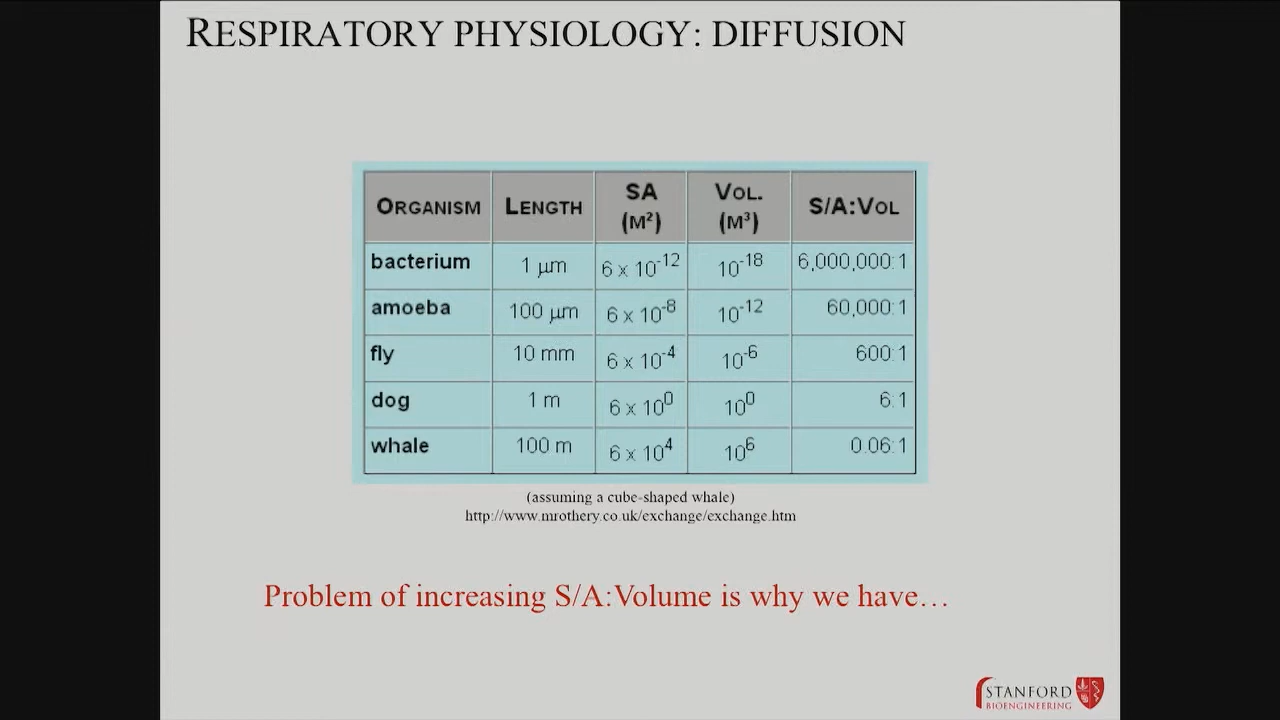 RESPIRATORY PHYSIOLOGY: DIFFUSION
ORGANISM LENGTH SA (M²) VOL. (M³) S/A:VOL
bacterium 1 μm 6 x 10⁻¹² 10⁻¹⁸ 6,000,000:1
amoeba 100 μm 6 x 10⁻⁸ 10⁻¹² 60,000:1
fly 10 mm 6 x 10⁻⁴ 10⁻⁶ 600:1
dog 1 m 6 x 10⁰ 10⁰ 6:1
whale 100 m 6 x 10⁴ 10⁶ 0.06:1
(assuming a cube-shaped whale)
http://www.mrothery.co.uk/exchange/exchange.htm
Problem of increasing S/A:Volume is why we have…
STANFORD
BIOENGINEERING